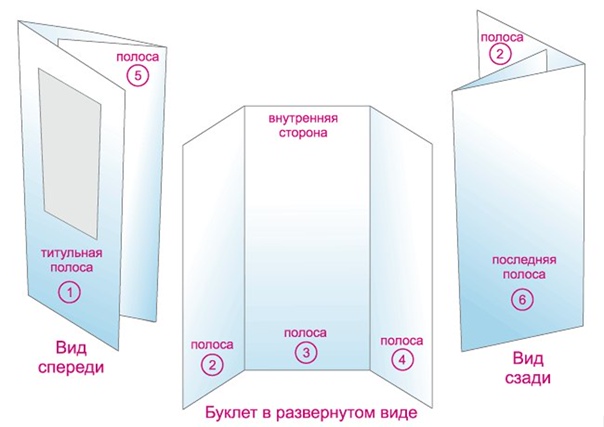 полоса
5
титульная
полоса
1
Вид
спереди
внутренняя
сторона
полоса
2
полоса
3
полоса
4
Буклет в развернутом виде
полоса
2
последняя
полоса
6
Вид
сзади